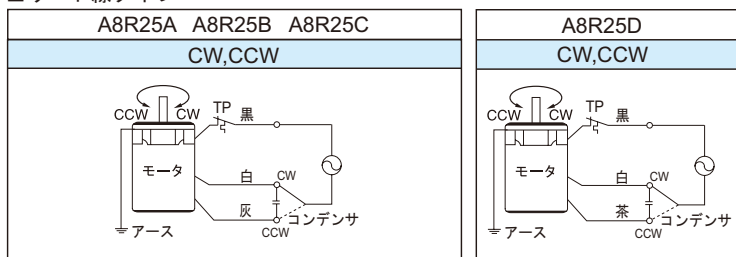 A8R25A A8R25B A8R25C
CW,CCW
CCW CW TP 黒
モータ
白 CW
灰 コンデンサ
CCW
アース
A8R25D
CW,CCW
CCW CW TP 黒
モータ
白 CW
茶 コンデンサ
CCW
アース